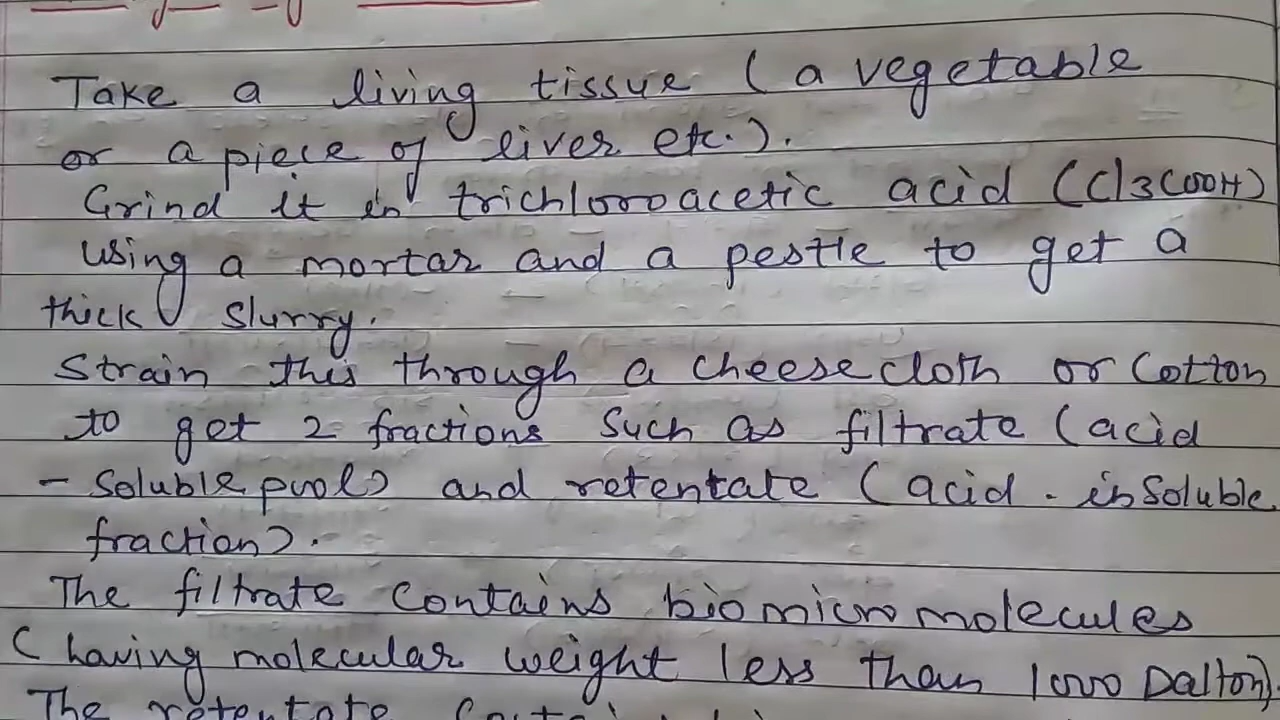 Take a living tissue (a vegetable
or a piece of liver etc.).
Grind it in trichloroacetic acid (Cl3COOH)
using a mortar and a pestle to get a
thick slurry.
Strain this through a cheesecloth or Cotton
to get 2 fractions such as filtrate (acid
- soluble pool) and retentate (acid - insoluble
fraction).
The filtrate contains biomicromolecules
(having molecular weight less than 1000 Dalton).
The retentate